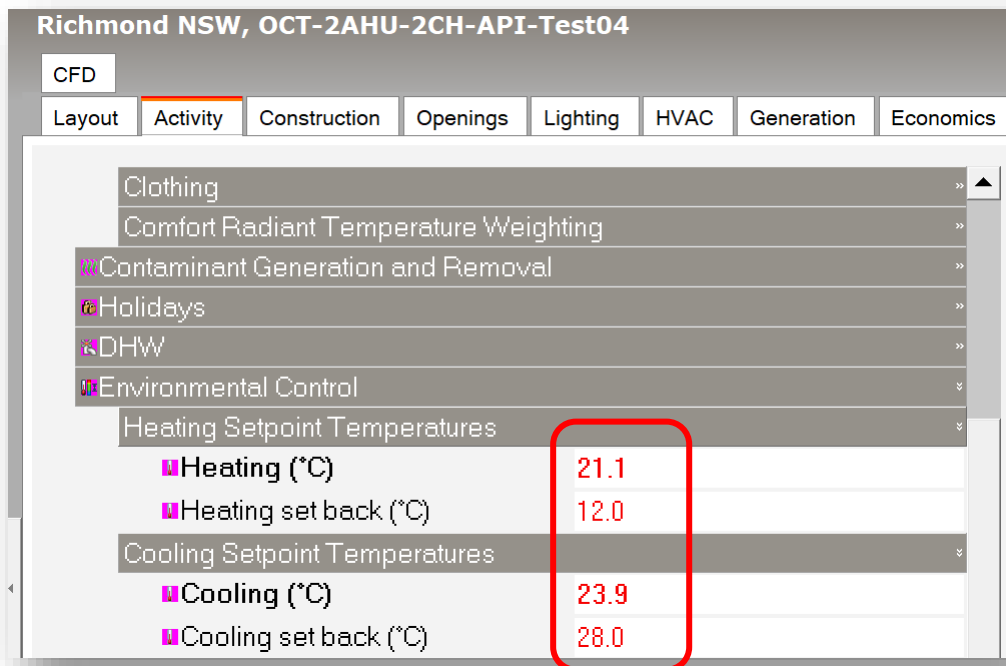 Richmond NSW, OCT-2AHU-2CH-API-Test04
CFD
Layout Activity Construction Openings Lighting HVAC Generation Economics
Clothing »
Comfort Radiant Temperature Weighting »
Contaminant Generation and Removal »
Holidays »
DHW »
Environmental Control
Heating Setpoint Temperatures
Heating (°C) 21.1
Heating set back (°C) 12.0
Cooling Setpoint Temperatures
Cooling (°C) 23.9
Cooling set back (°C) 28.0